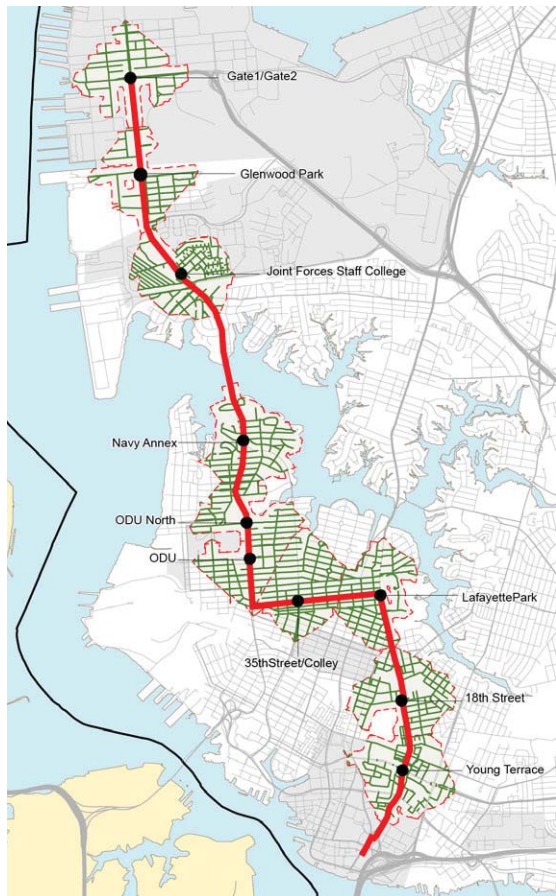 Gate1/Gate2
Glenwood Park
Joint Forces Staff College
Navy Annex
ODU North
ODU
LafayettePark
35thStreet/Colley
18th Street
Young Terrace